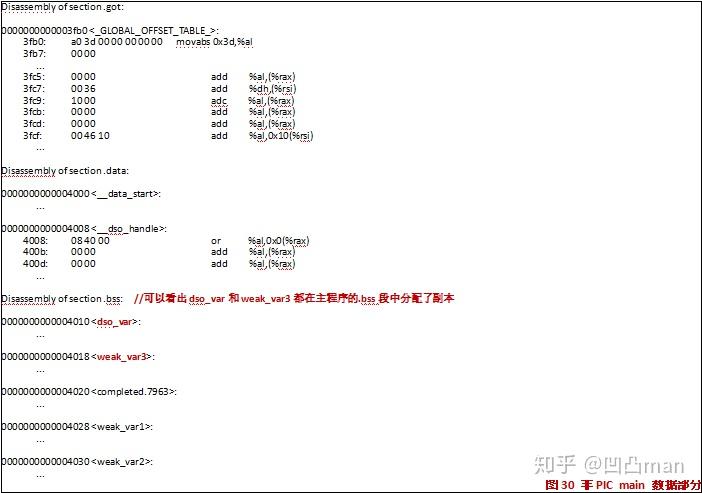 Disassembly of section .got:
0000000000003fb0 <_GLOBAL_OFFSET_TABLE_>:
3fb0: a0 3d 00 00 00 00 00 movabs 0x3d,%al
3fb7: 00 00
...
3fc5: 00 00 add %al,(%rax)
3fc7: 00 36 add %dh,(%rsi)
3fc9: 10 00 adc %al,(%rax)
3fcb: 00 00 add %al,(%rax)
3fcd: 00 00 add %al,(%rax)
3fcf: 00 46 10 add %al,0x10(%rsi)
...
Disassembly of section .data:
0000000000004000 <__data_start>:
...
0000000000004008 <__dso_handle>:
4008: 08 40 00 or %al,0x0(%rax)
400b: 00 00 add %al,(%rax)
400d: 00 00 add %al,(%rax)
...
Disassembly of section .bss: //可以看出 dso_var 和 weak_var3 都在主程序的.bss 段中分配了副本
0000000000004010 <dso_var>:
...
0000000000004018 <weak_var3>:
...
0000000000004020 <completed.7963>:
...
0000000000004028 <weak_var1>:
...
0000000000004030 <weak_var2>:
...
知乎 @凹凸man
图 30 非 PIC main 数据部分